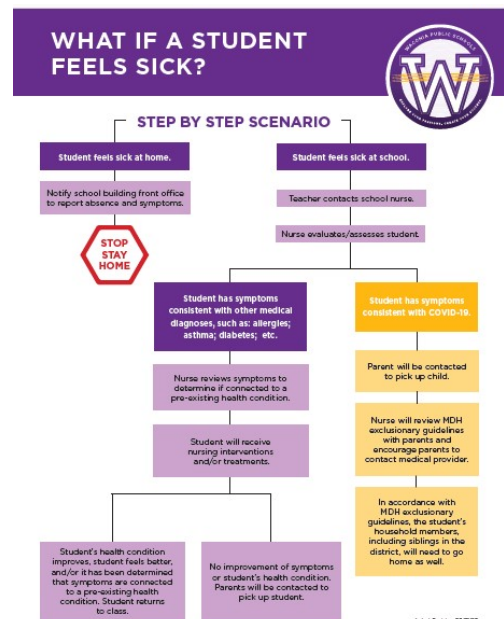 WHAT IF A STUDENT
FEELS SICK?
WACONIA PUBLIC SCHOOLS
W
STEP BY STEP SCENARIO
Student feels sick at home.
Notify school building front office
to report absence and symptoms.
STOP
STAY
HOME
Student feels sick at school.
Teacher contacts school nurse.
Nurse evaluates/assesses student.
Student has symptoms
consistent with other medical
diagnoses, such as: allergies;
asthma; diabetes; etc.
Nurse reviews symptoms to
determine if connected to a
pre-existing health condition.
Student will receive
nursing interventions
and/or treatments.
Student's health condition
improves, student feels better,
and/or it has been determined
that symptoms are connected
to a pre-existing health
condition. Student returns
to class.
No improvement of symptoms
or student's health condition.
Parents will be contacted to
pick up student.
Student has symptoms
consistent with COVID-19.
Parent will be contacted
to pick up child.
Nurse will review MDH
exclusionary guidelines
with parents and
encourage parents to
contact medical provider.
In accordance with
MDH exclusionary
guidelines, the student's
household members,
including siblings in the
district, will need to go
home as well.